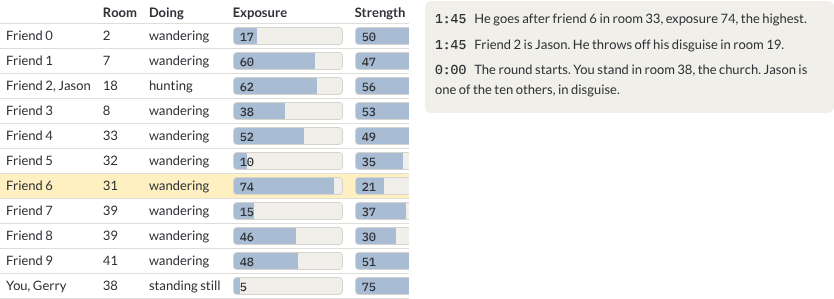 Room Doing Exposure Strength
Friend 0 2 wandering 17 50
Friend 1 7 wandering 60 47
Friend 2, Jason 18 hunting 62 56
Friend 3 8 wandering 38 53
Friend 4 33 wandering 52 49
Friend 5 32 wandering 10 35
Friend 6 31 wandering 74 21
Friend 7 39 wandering 15 37
Friend 8 39 wandering 46 30
Friend 9 41 wandering 48 51
You, Gerry 38 standing still 5 75
1:45 He goes after friend 6 in room 33, exposure 74, the highest.
1:45 Friend 2 is Jason. He throws off his disguise in room 19.
0:00 The round starts. You stand in room 38, the church. Jason is
one of the ten others, in disguise.